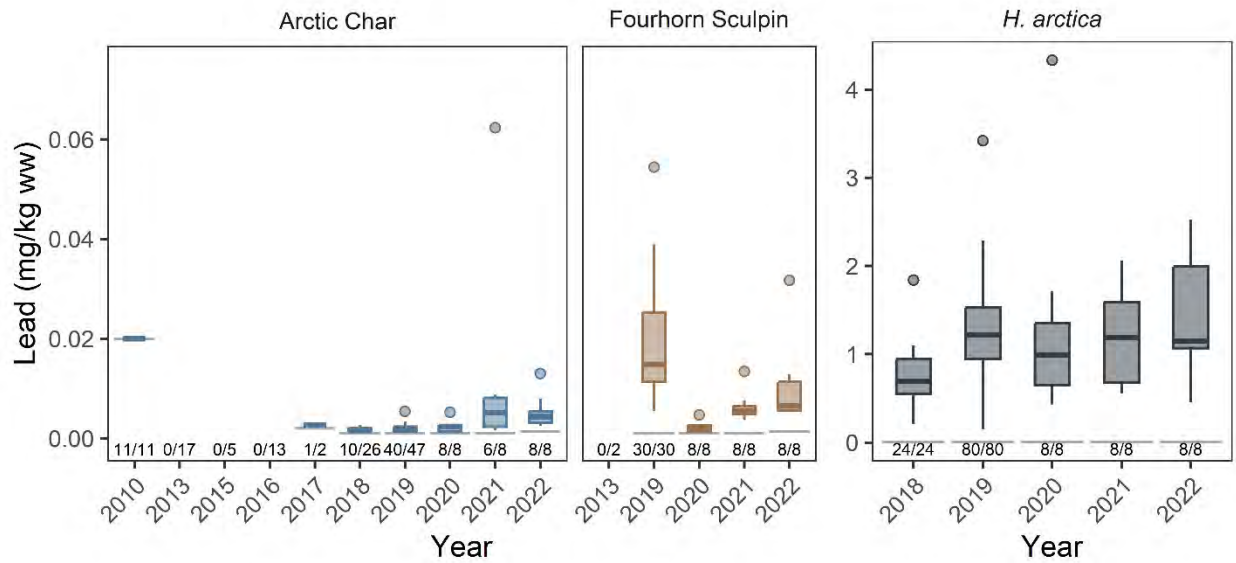 Arctic Char
Fourhorn Sculpin
H. arctica
Lead (mg/kg ww)
0.06
0.04
0.02
0.00
4
3
2
1
0
11/11 0/17 0/5 0/13 1/2 10/26 40/47 8/8 6/8 8/8
0/2 30/30 8/8 8/8 8/8
24/24 80/80 8/8 8/8 8/8
2010 2013 2015 2016 2017 2018 2019 2020 2021 2022
2013 2019 2020 2021 2022
2018 2019 2020 2021 2022
Year
Year